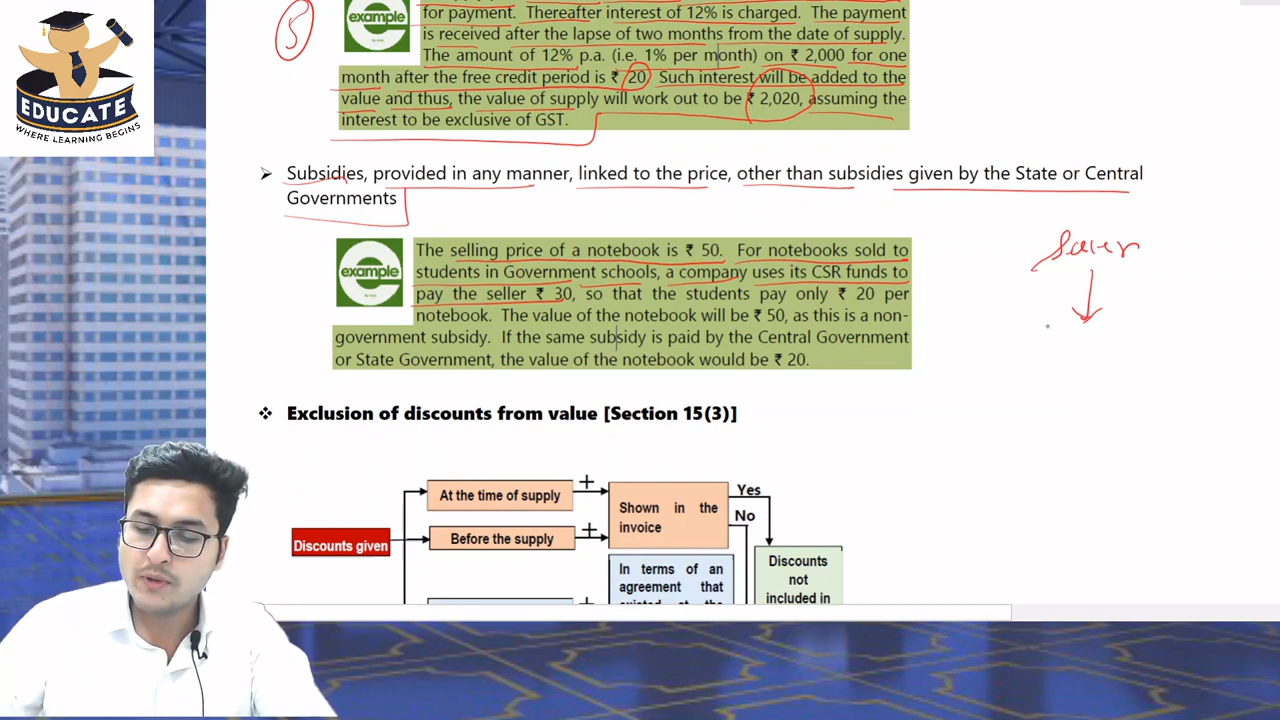 EDUCATE
WHERE LEARNING BEGINS
5
example
for payment. Thereafter interest of 12% is charged. The payment
is received after the lapse of two months from the date of supply.
The amount of 12% p.a. (i.e. 1% per month) on ₹ 2,000 for one
month after the free credit period is ₹ 20 Such interest will be added to the
value and thus, the value of supply will work out to be ₹ 2,020, assuming the
interest to be exclusive of GST.
➢ Subsidies, provided in any manner, linked to the price, other than subsidies given by the State or Central
Governments
example
The selling price of a notebook is ₹ 50. For notebooks sold to
students in Government schools, a company uses its CSR funds to
pay the seller ₹ 30, so that the students pay only ₹ 20 per
notebook. The value of the notebook will be ₹ 50, as this is a non-
government subsidy. If the same subsidy is paid by the Central Government
or State Government, the value of the notebook would be ₹ 20.
❖ Exclusion of discounts from value [Section 15(3)]
Discounts given
At the time of supply
Before the supply
+
+
Shown in the
invoice
Yes
No
In terms of an
agreement that
existed at the
Discounts
not
included in